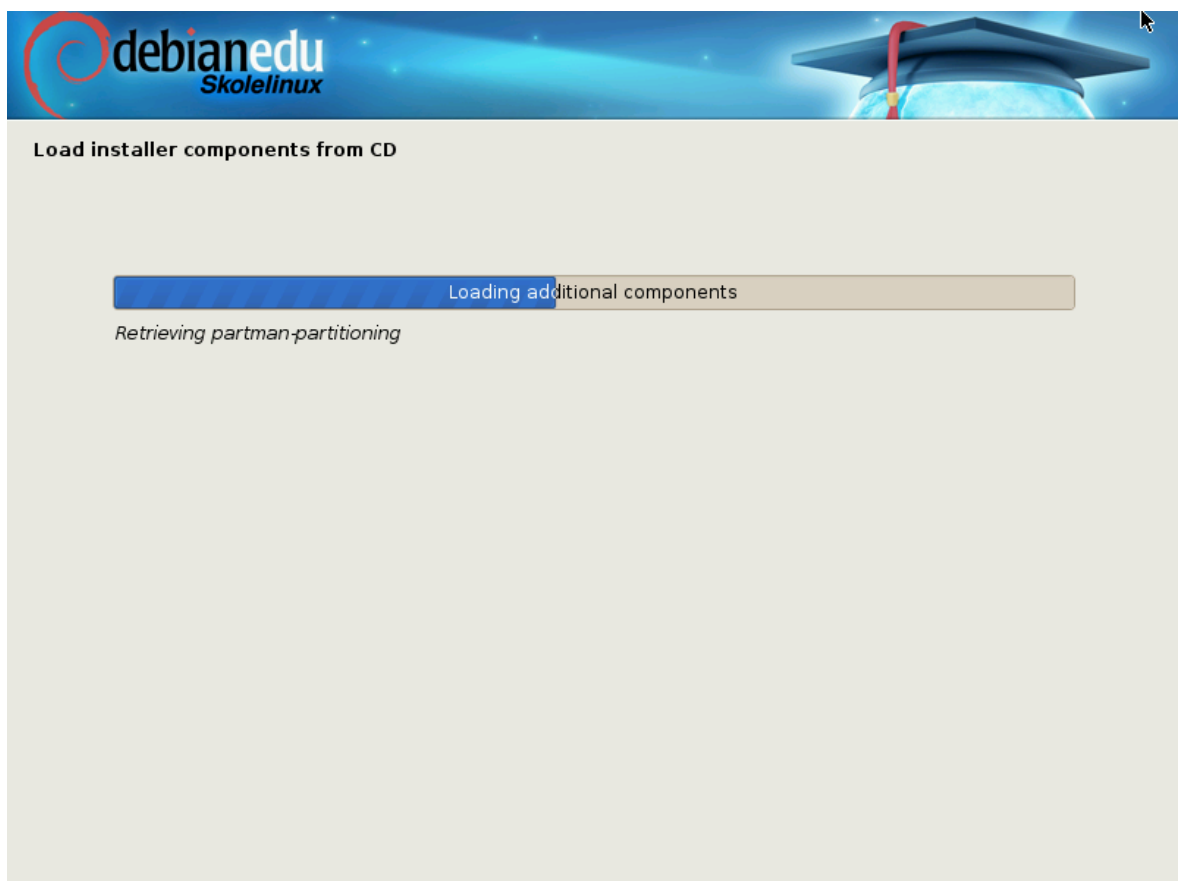 debianedu
Skolelinux
Load installer components from CD
Loading additional components
Retrieving partman-partitioning